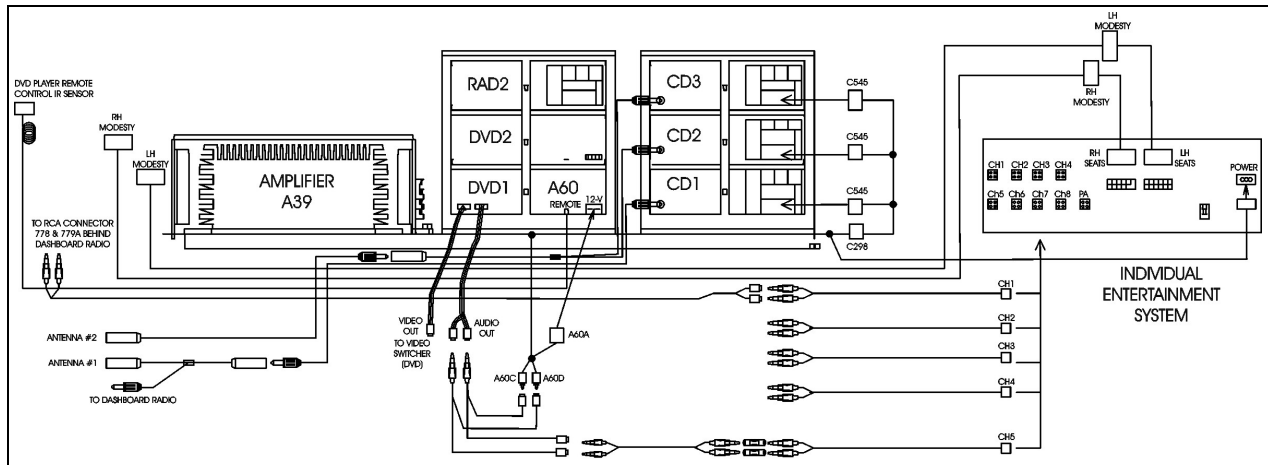 DVD PLAYER REMOTE
CONTROL IR SENSOR
RH
MODESTY
LH
MODESTY
TO RCA CONNECTOR
778 & 779A BEHIND
DASHBOARD RADIO
AMPLIFIER
A39
RAD2
DVD2
DVD1
A60
REMOTE
12-V
CD3
CD2
CD1
C545
C545
C545
C298
LH
MODESTY
RH
MODESTY
RH
SEATS
LH
SEATS
POWER
CH1
CH2
CH3
CH4
Ch5
Ch6
Ch7
Ch8
PA
INDIVIDUAL
ENTERTAINMENT
SYSTEM
ANTENNA #2
ANTENNA #1
TO DASHBOARD RADIO
VIDEO
OUT
TO VIDEO
SWITCHER
(DVD)
AUDIO
OUT
A60A
A60C
A60D
CH1
CH2
CH3
CH4
CH5